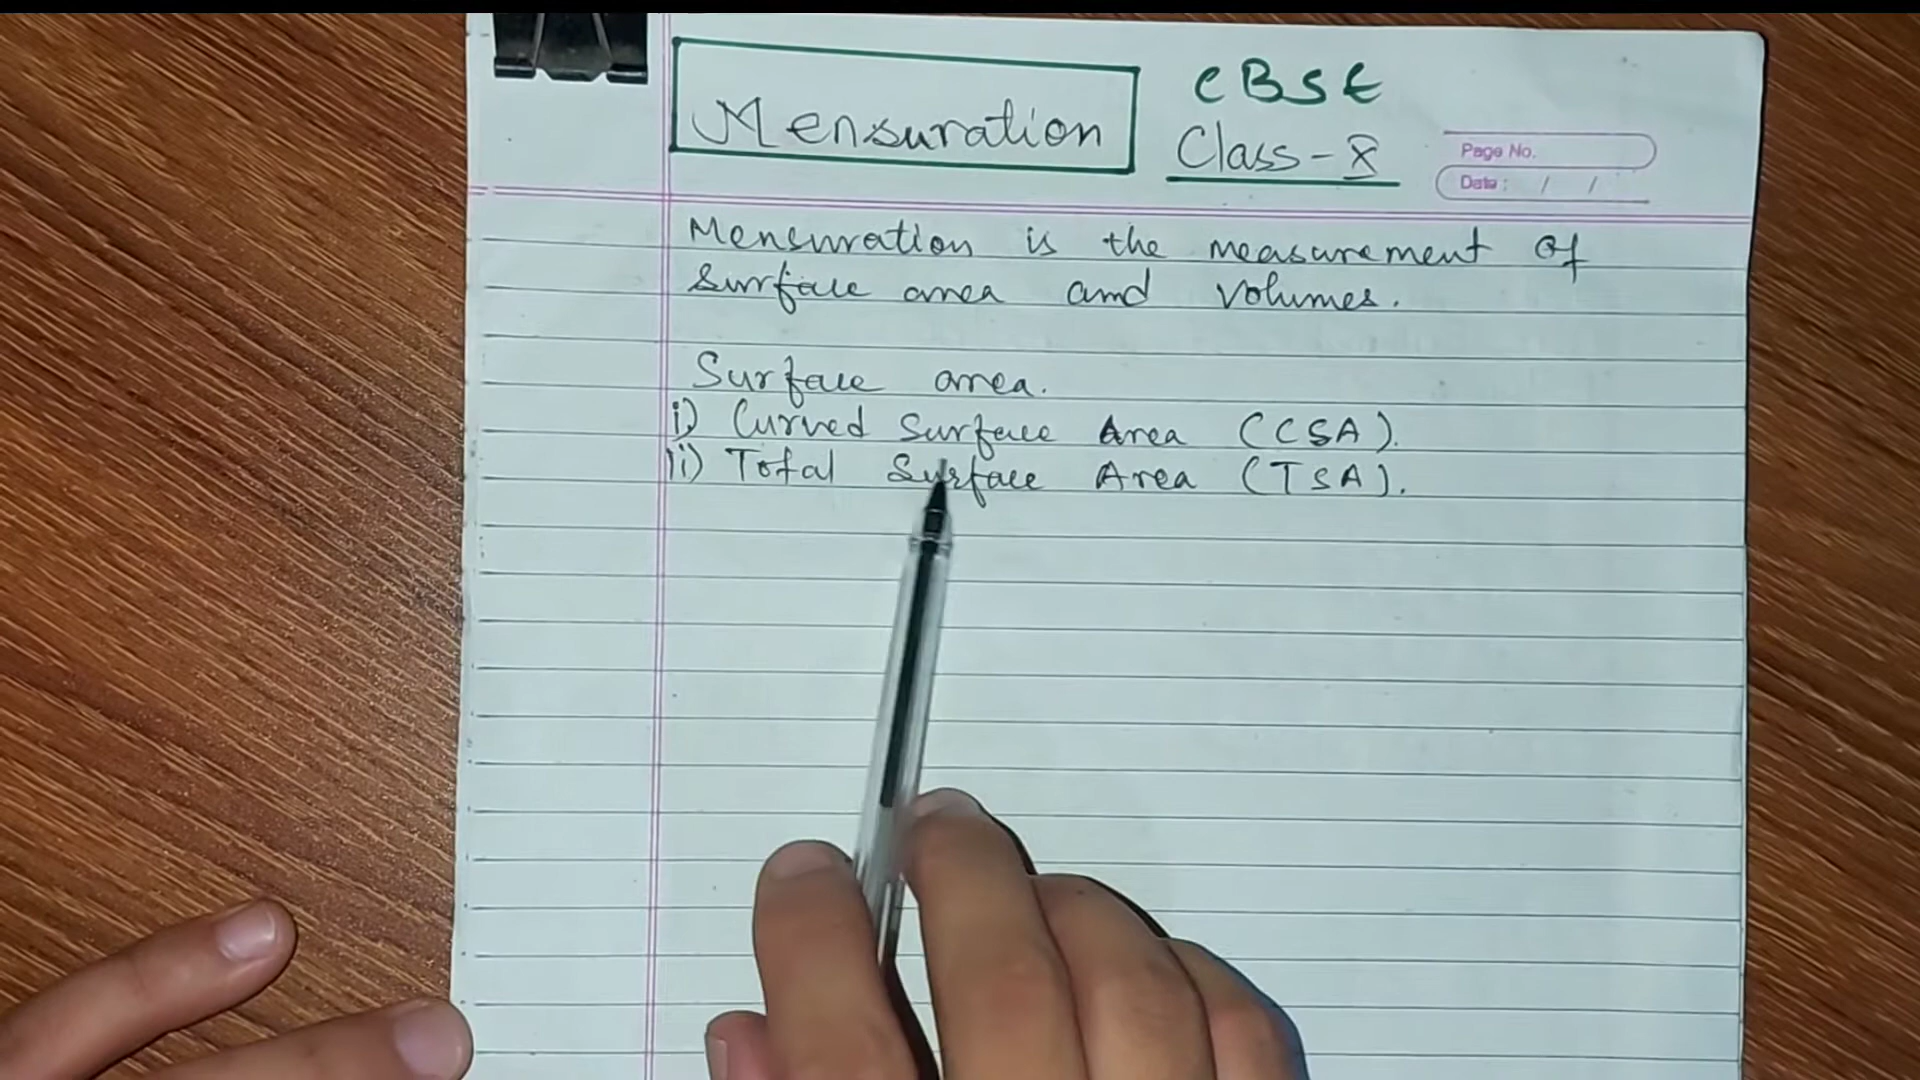 Mensuration
CBSE
Class-X
Page No.
Date: / /
Mensuration is the measurement of
surface area and volumes.
Surface area.
i) Curved Surface Area (CSA).
ii) Total Surface Area (TSA).